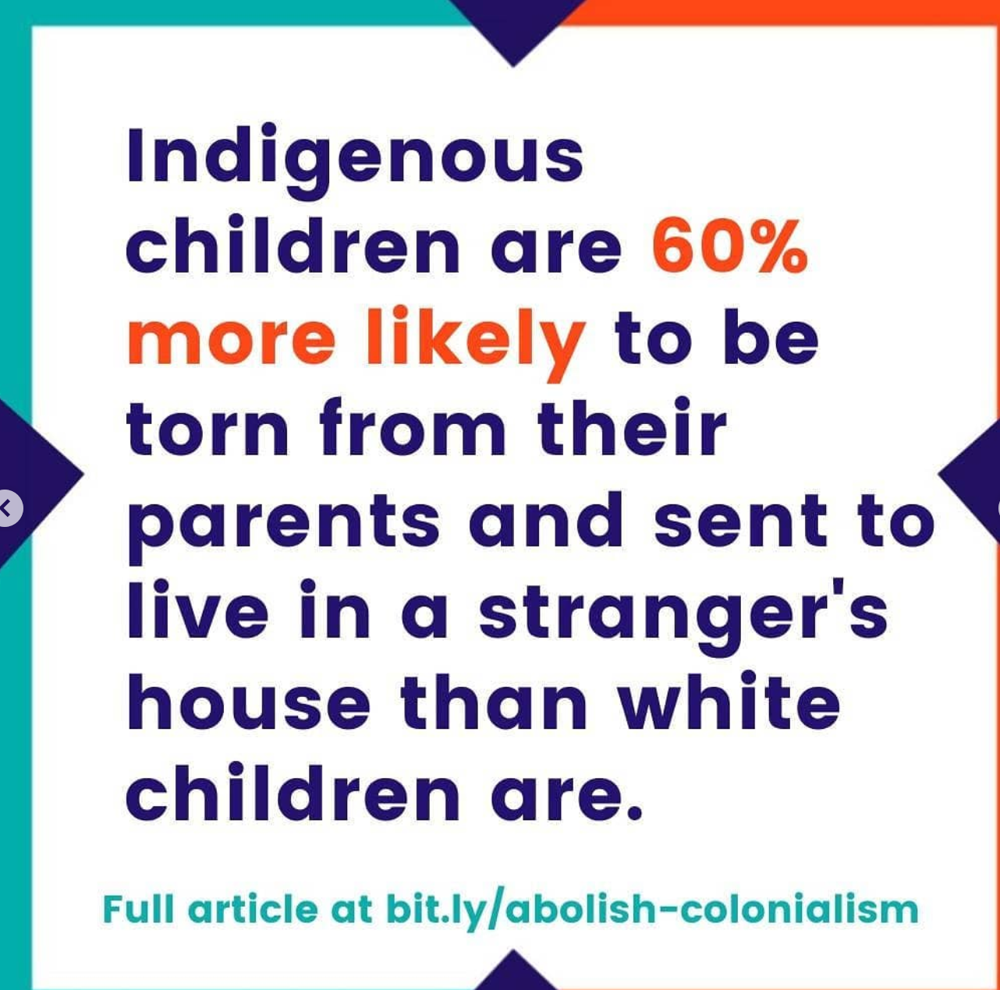 Indigenous
children are 60%
more likely to be
torn from their
parents and sent to
live in a stranger's
house than white
children are.
Full article at bit.ly/abolish-colonialism